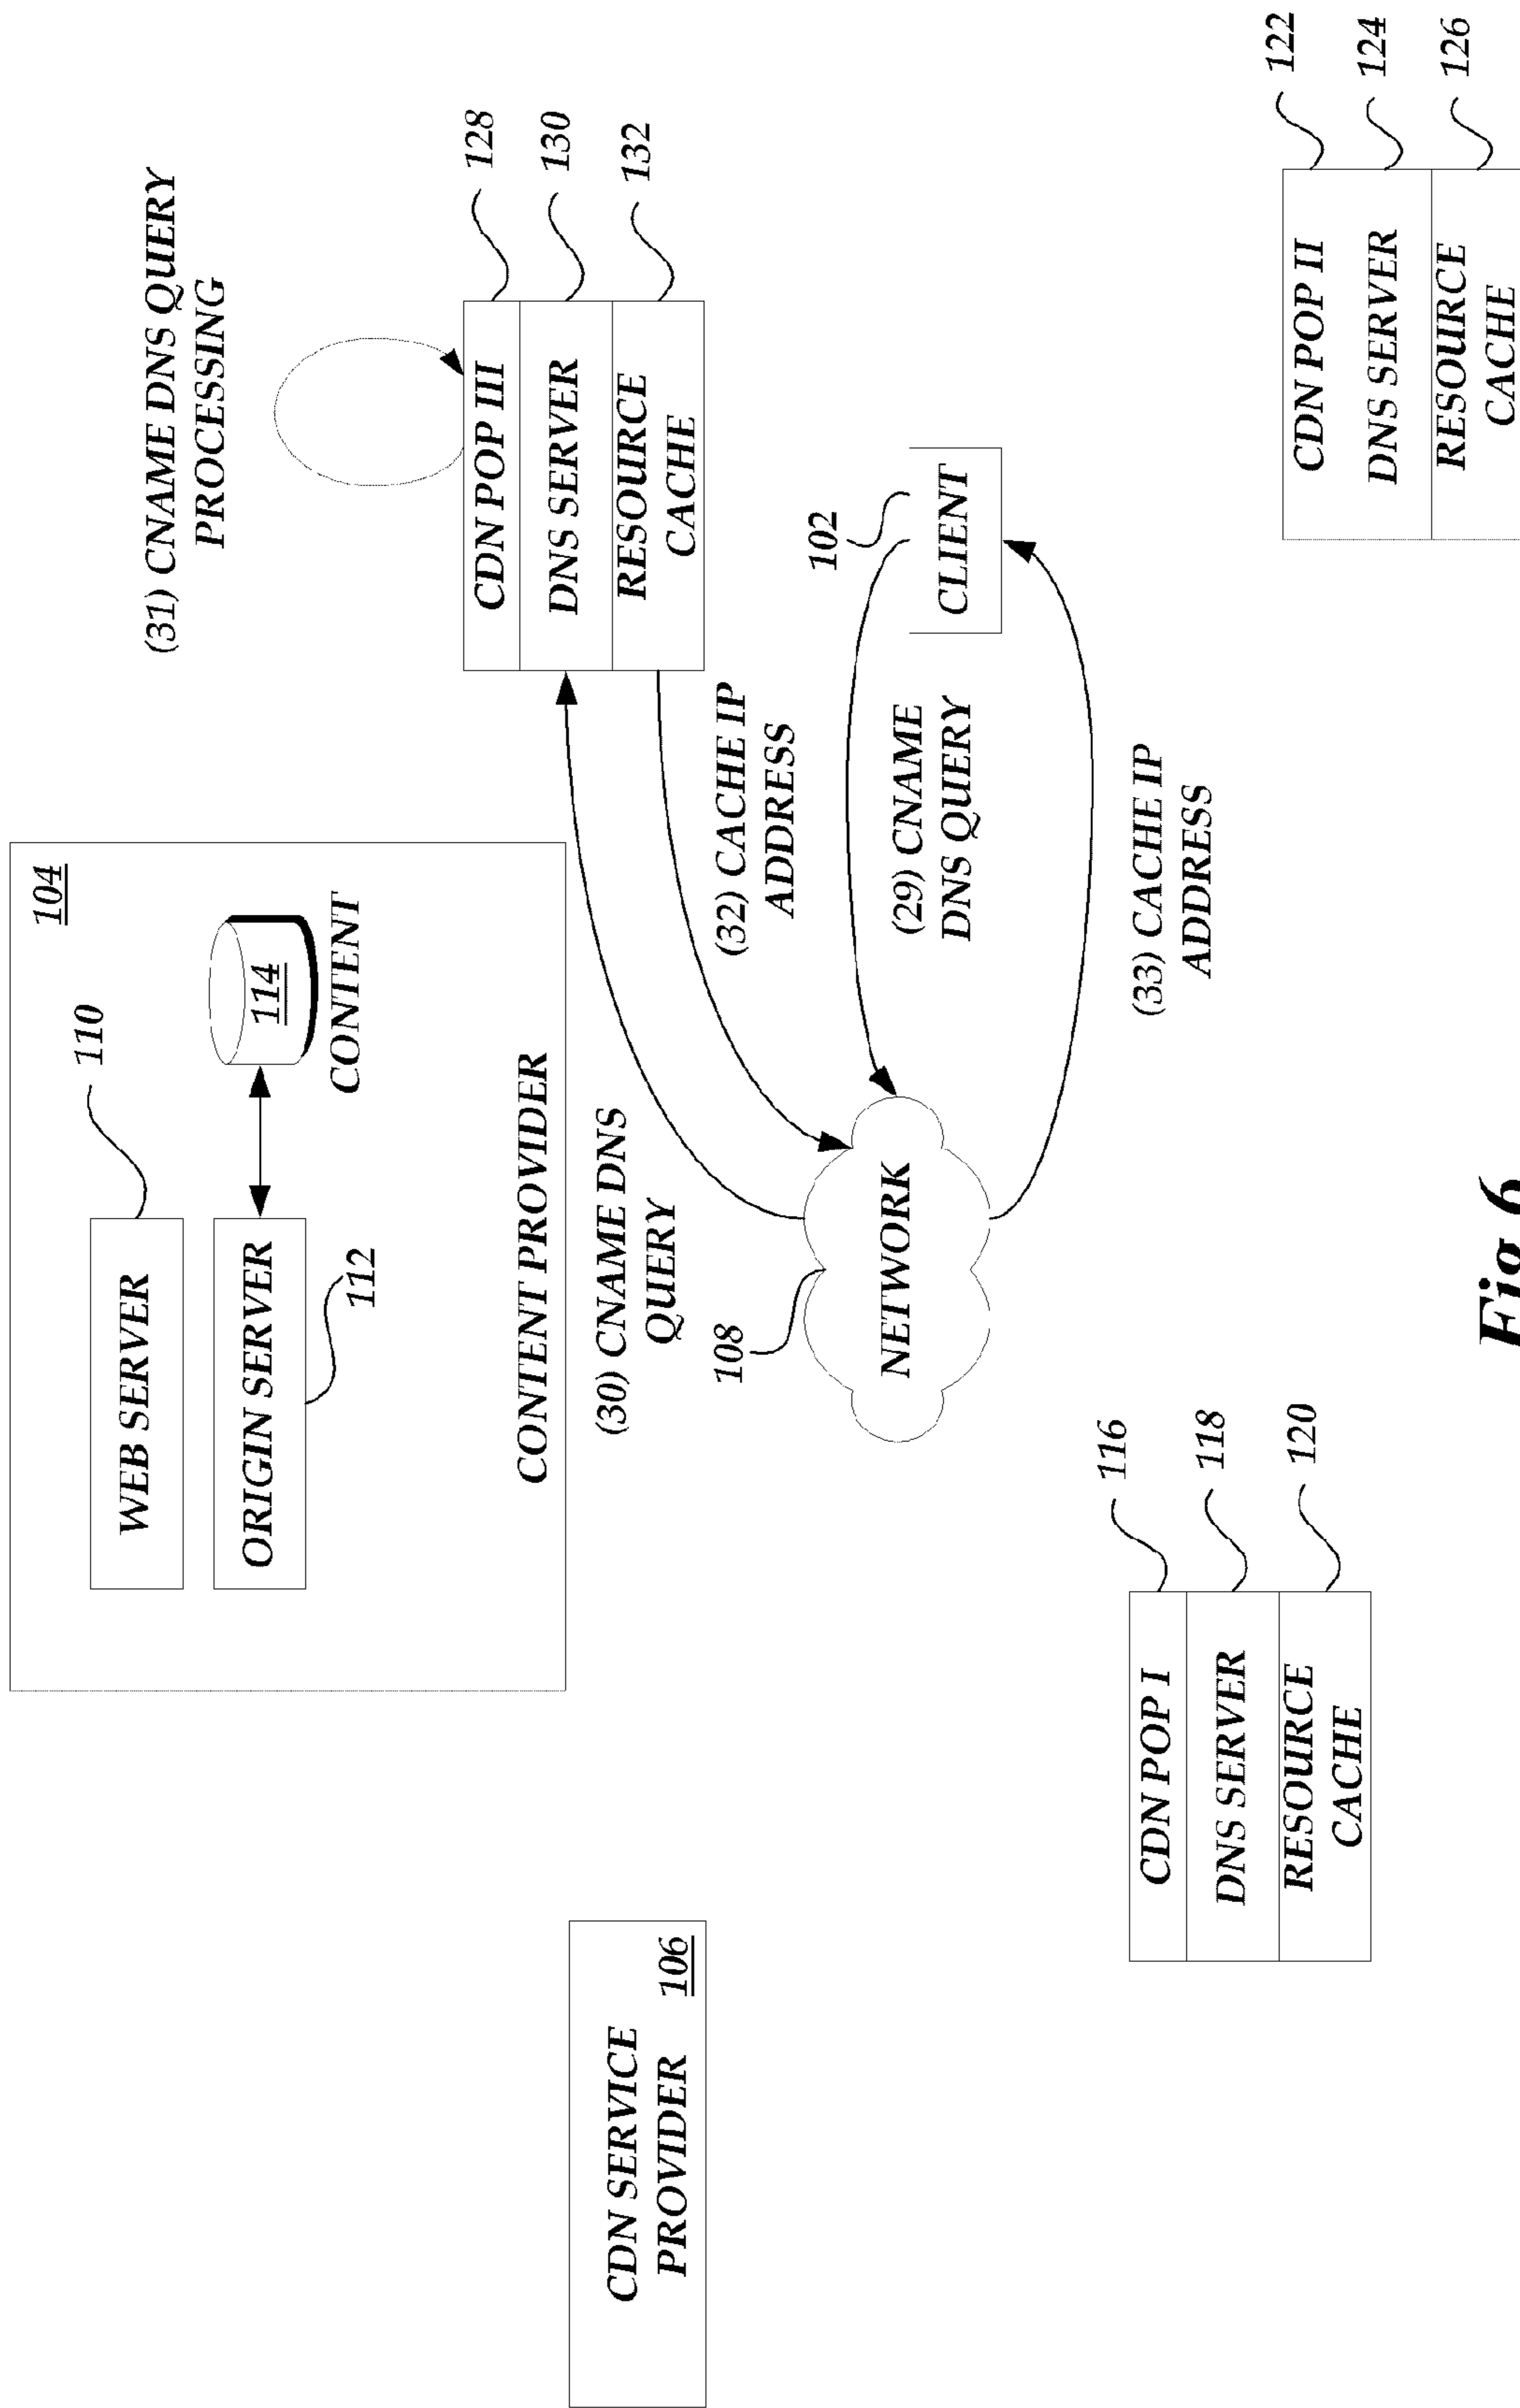 104
110
WEB SERVER
ORIGIN SERVER
114
CONTENT
112
CONTENT PROVIDER
CDN SERVICE
PROVIDER
106
(31) CNAME DNS QUERY
PROCESSING
CDN POP III
128
DNS SERVER
130
RESOURCE
CACHE
132
(30) CNAME DNS
QUERY
(32) CACHE IP
ADDRESS
108
NETWORK
102
CLIENT
(29) CNAME
DNS QUERY
(33) CACHE IP
ADDRESS
CDN POP I
116
DNS SERVER
118
RESOURCE
CACHE
120
CDN POP II
122
DNS SERVER
124
RESOURCE
CACHE
126
Fig.6.